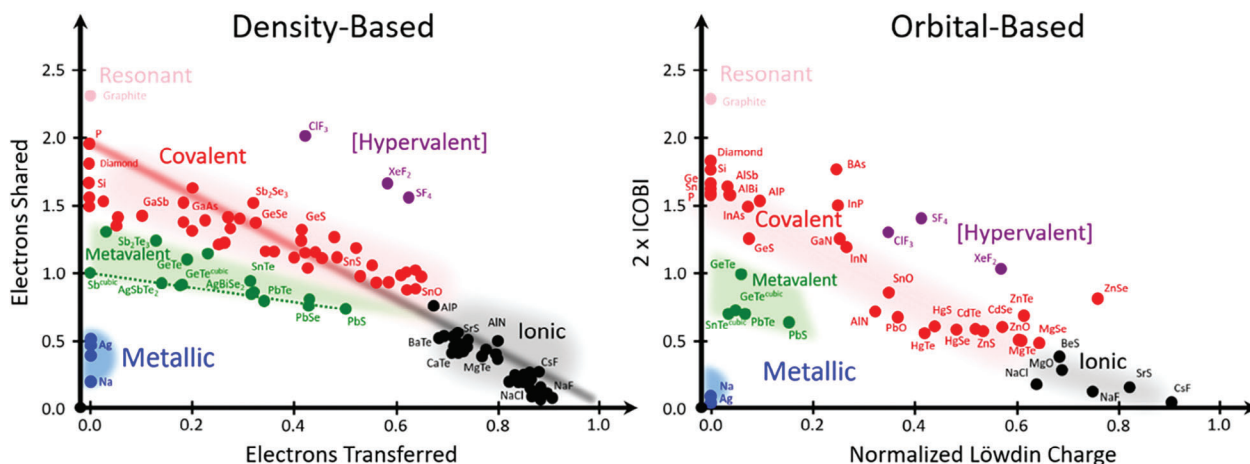 Density-Based
Electrons Shared
2.5
2.0
1.5
1.0
0.5
0.0
Resonant
Graphite
P
Diamond
Si
Covalent
ClF3
[Hypervalent]
XeF2
SF4
Sb2Se3
GaSb
GaAs
GeSe
GeS
Sb2Te3
Metavalent
GeTe
SnTe
SnS
GeTecubic
Sbcubic
AgSbTe2
AgBiSe2
PbTe
SnO
PbSe
PbS
AlP
AlN
SrS
Ionic
BaTe
CaTe
MgTe
CsF
NaCl
NaF
Metallic
Ag
Na
0.0
0.2
0.4
0.6
0.8
1.0
Electrons Transferred
Orbital-Based
2 x ICOBI
2.5
2.0
1.5
1.0
0.5
0.0
Resonant
Graphite
Diamond
Si
Ge
Sn
P
AlSb
AlBi
AlP
BAs
InP
InAs
Covalent
GeS
GaN
InN
SF4
ClF3
[Hypervalent]
XeF2
GeTe
Metavalent
GeTecubic
SnTecubic
PbTe
PbS
SnO
AlN
PbO
HgTe
HgS
HgSe
CdTe
ZnS
CdSe
ZnTe
ZnO
MgTe
MgSe
ZnSe
BeS
MgO
Ionic
NaCl
NaF
SrS
CsF
Metallic
Na
Ag
0.0
0.2
0.4
0.6
0.8
1.0
Normalized Löwdin Charge